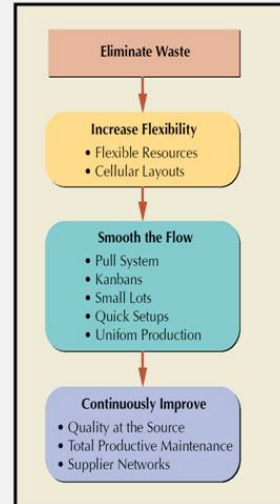 Eliminate Waste
Increase Flexibility
• Flexible Resources
• Cellular Layouts
Smooth the Flow
• Pull System
• Kanbans
• Small Lots
• Quick Setups
• Unifom Production
Continuously Improve
• Quality at the Source
• Total Productive Maintenance
• Supplier Networks